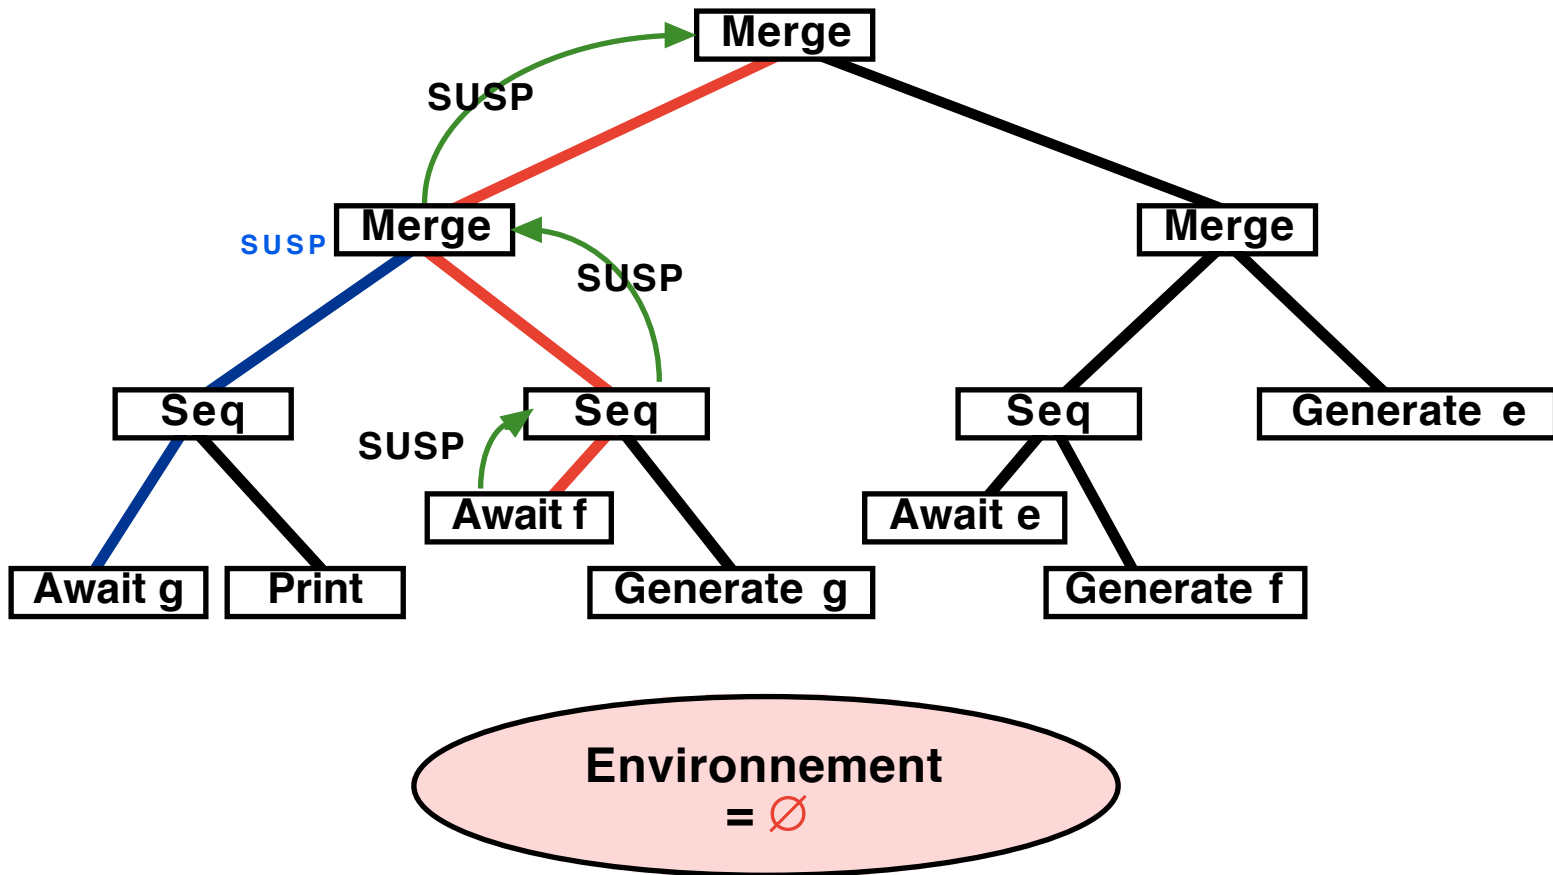 Merge
SUSP
Merge
Merge
SUSP
SUSP
Seq
Seq
Seq
Generate e
SUSP
Await f
Await e
Await g
Print
Generate g
Generate f
Environnement
= ∅